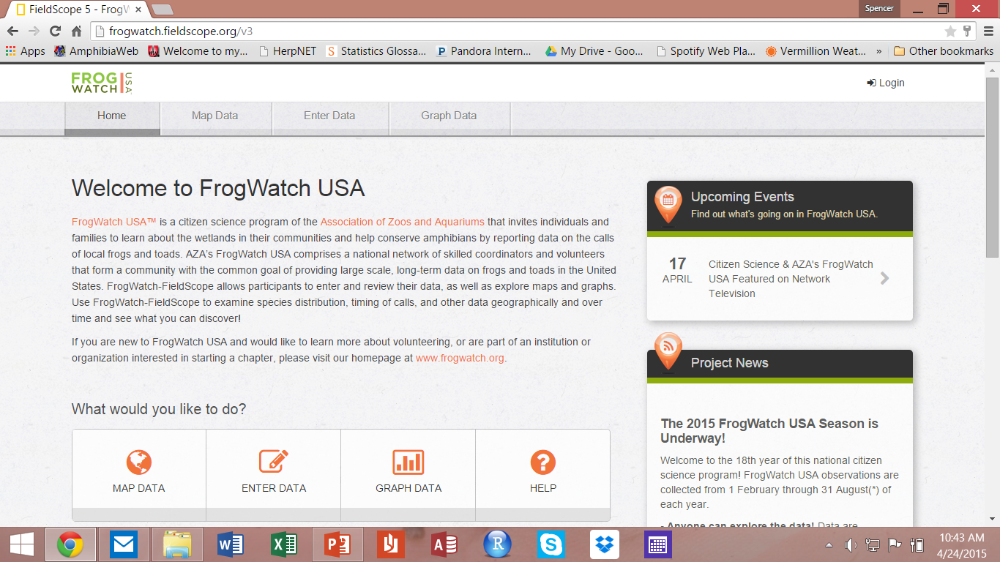 FieldScope 5 - FrogW
Spencer
frogwatch.fieldscope.org/v3
Apps AmphibiaWeb Welcome to my... HerpNET Statistics Glossa... Pandora Intern... My Drive - Goo... Spotify Web Pla... Vermillion Weat... » Other bookmarks
FROG
WATCH
USA
Login
Home Map Data Enter Data Graph Data
Welcome to FrogWatch USA
FrogWatch USA™ is a citizen science program of the Association of Zoos and Aquariums that invites individuals and
families to learn about the wetlands in their communities and help conserve amphibians by reporting data on the calls
of local frogs and toads. AZA's FrogWatch USA comprises a national network of skilled coordinators and volunteers
that form a community with the common goal of providing large scale, long-term data on frogs and toads in the United
States. FrogWatch-FieldScope allows participants to enter and review their data, as well as explore maps and graphs.
Use FrogWatch-FieldScope to examine species distribution, timing of calls, and other data geographically and over
time and see what you can discover!
If you are new to FrogWatch USA and would like to learn more about volunteering, or are part of an institution or
organization interested in starting a chapter, please visit our homepage at www.frogwatch.org.
What would you like to do?
MAP DATA ENTER DATA GRAPH DATA HELP
Upcoming Events
Find out what's going on in FrogWatch USA.
17
APRIL
Citizen Science & AZA's FrogWatch
USA Featured on Network
Television
Project News
The 2015 FrogWatch USA Season is
Underway!
Welcome to the 18th year of this national citizen
science program! FrogWatch USA observations are
collected from 1 February through 31 August(*) of
each year.
- Anyone can explore the data! Data are
10:43 AM
4/24/2015